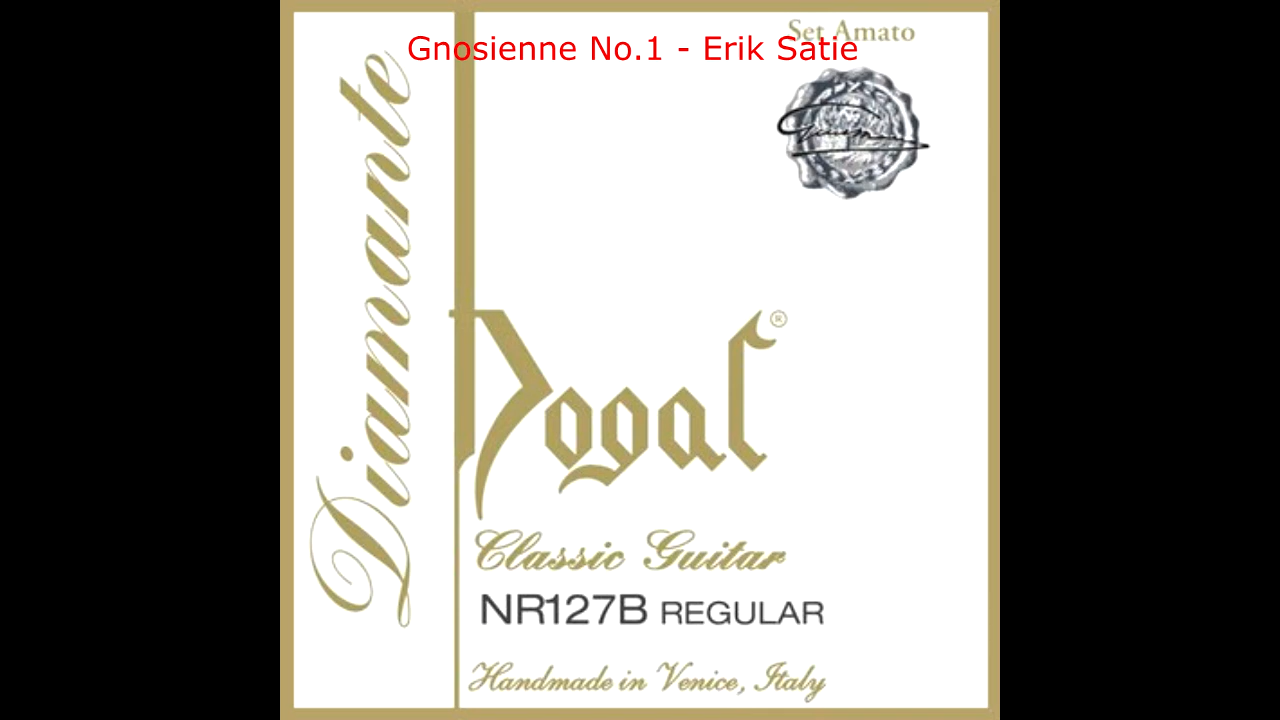 Set Amato
Gnosienne No.1 - Erik Satie
Diamante
Dogal®
Classic Guitar
NR127B REGULAR
Handmade in Venice, Italy